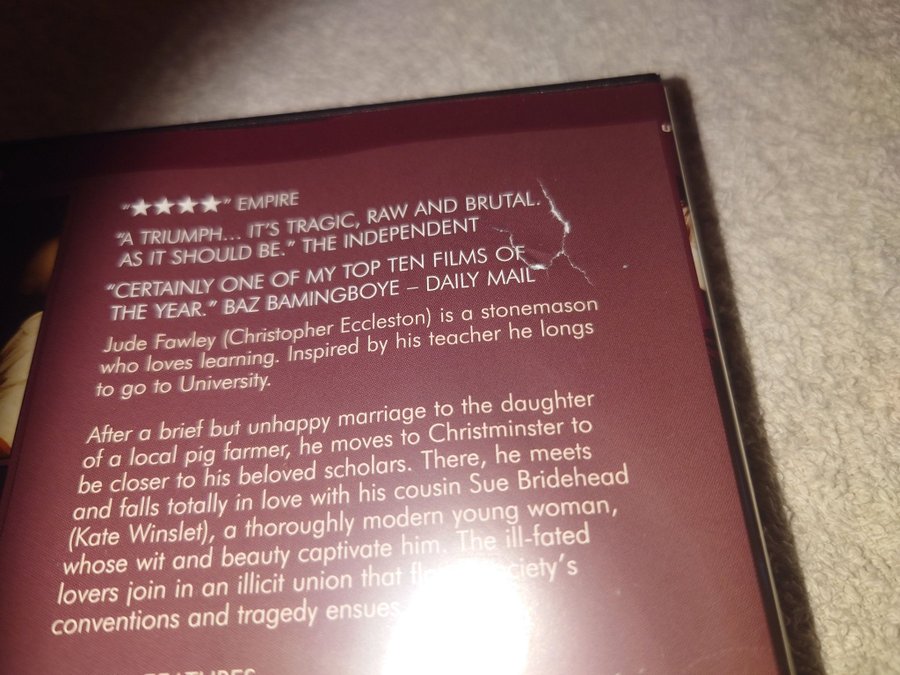 "★★★★" EMPIRE
"A TRIUMPH... IT'S TRAGIC, RAW AND BRUTAL.
AS IT SHOULD BE." THE INDEPENDENT
"CERTAINLY ONE OF MY TOP TEN FILMS OF
THE YEAR." BAZ BAMINGBOYE – DAILY MAIL
Jude Fawley (Christopher Eccleston) is a stonemason
who loves learning. Inspired by his teacher he longs
to go to University.
After a brief but unhappy marriage to the daughter
of a local pig farmer, he moves to Christminster to
be closer to his beloved scholars. There, he meets
and falls totally in love with his cousin Sue Bridehead
(Kate Winslet), a thoroughly modern young woman,
whose wit and beauty captivate him. The ill-fated
lovers join in an illicit union that
conventions and tragedy ensues
FEATURES